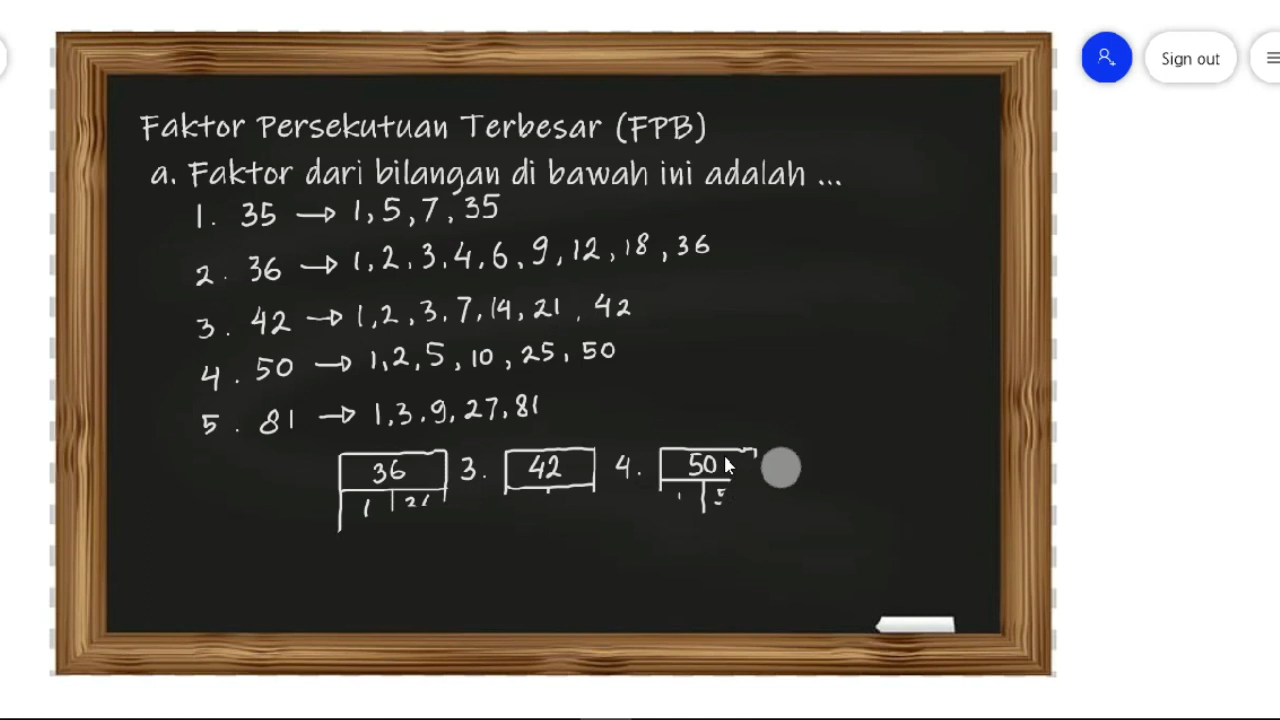 Sign out
Faktor Persekutuan Terbesar (FPB)
a. Faktor dari bilangan di bawah ini adalah ...
1. 35 → 1, 5, 7, 35
2. 36 → 1, 2, 3, 4, 6, 9, 12, 18, 36
3. 42 → 1, 2, 3, 7, 14, 21, 42
4. 50 → 1, 2, 5, 10, 25, 50
5. 81 → 1, 3, 9, 27, 81
36 3. 42 4. 50
1